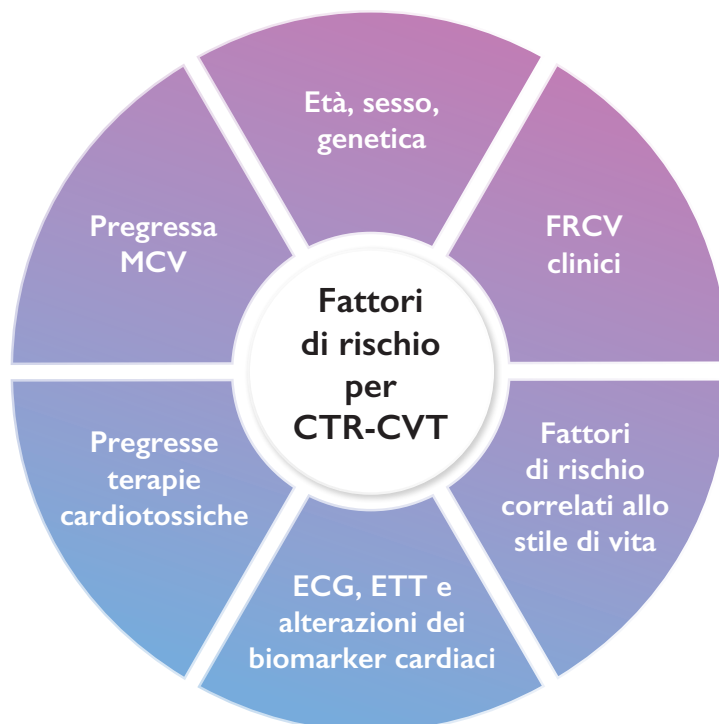 Età, sesso,
genetica
FRCV
clinici
Fattori
di rischio
correlati allo
stile di vita
ECG, ETT e
alterazioni dei
biomarker cardiaci
Pregresse
terapie
cardiotossiche
Pregressa
MCV
Fattori
di rischio
per
CTR-CVT